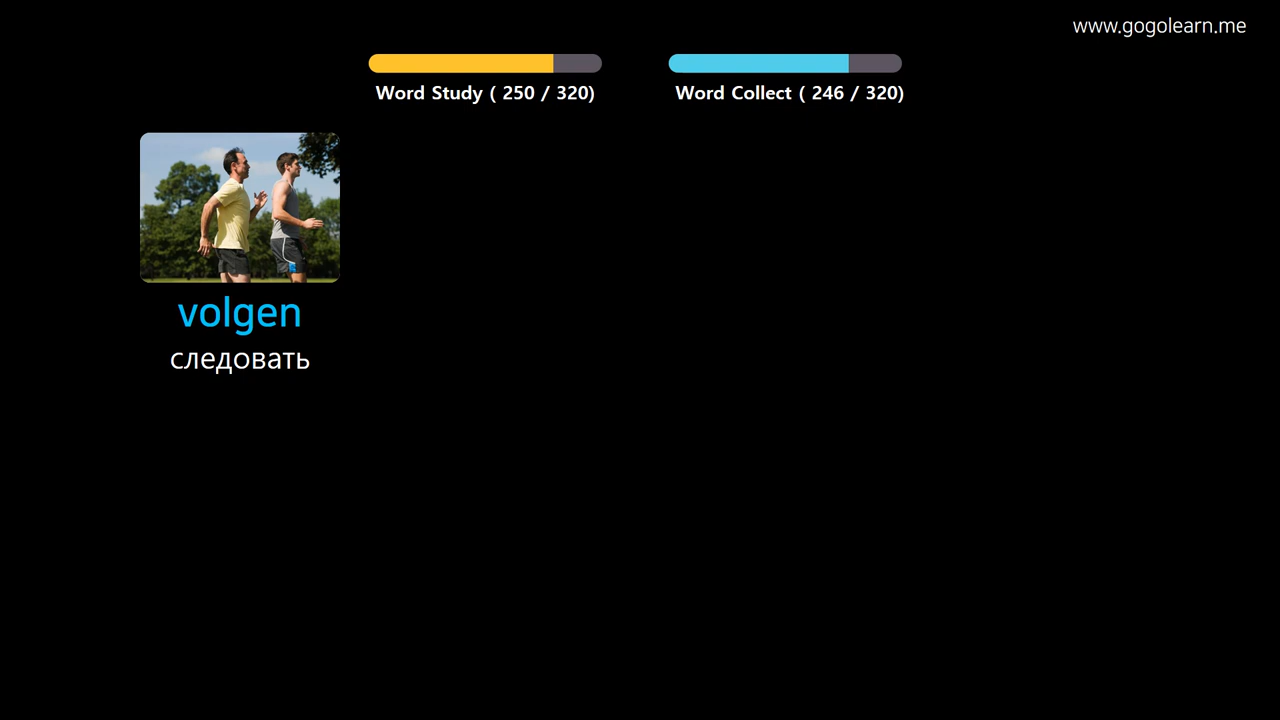 www.gogolearn.me
Word Study ( 250 / 320)
Word Collect ( 246 / 320)
volgen
следовать